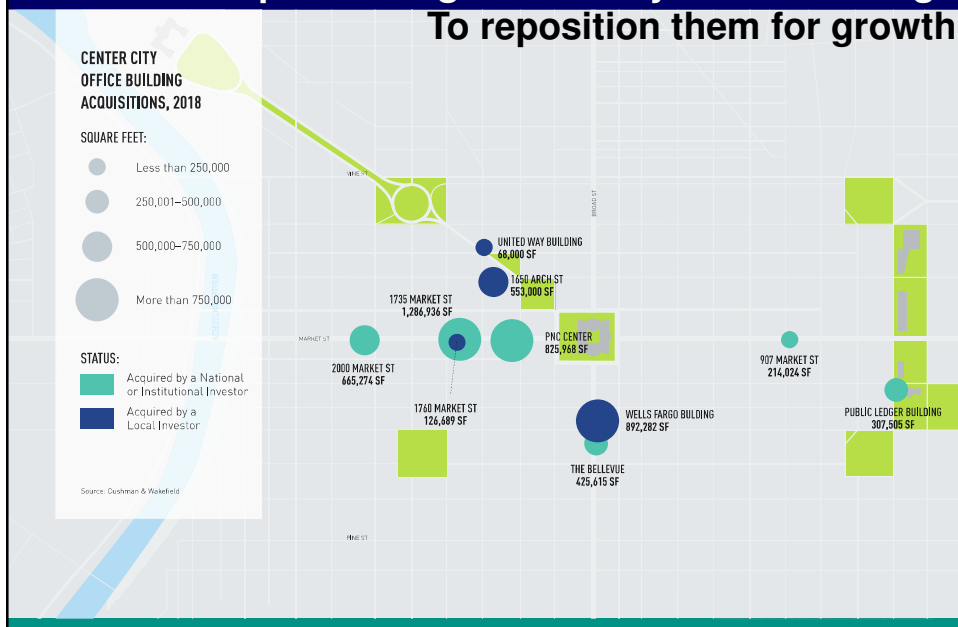 To reposition them for growth
CENTER CITY
OFFICE BUILDING
ACQUISITIONS, 2018
SQUARE FEET:
Less than 250,000
250,001–500,000
500,000–750,000
More than 750,000
STATUS:
Acquired by a National
or Institutional Investor
Acquired by a
Local Investor
Source: Cushman & Wakefield
VINE ST
BROAD ST
UNITED WAY BUILDING
68,000 SF
1650 ARCH ST
553,000 SF
1735 MARKET ST
1,286,936 SF
MARKET ST
PNC CENTER
825,968 SF
2000 MARKET ST
665,274 SF
907 MARKET ST
214,024 SF
1760 MARKET ST
126,689 SF
WELLS FARGO BULDING
892,282 SF
PUBLIC LEDGER BUILDING
307,505 SF
THE BELLEVUE
425,615 SF
PINE ST